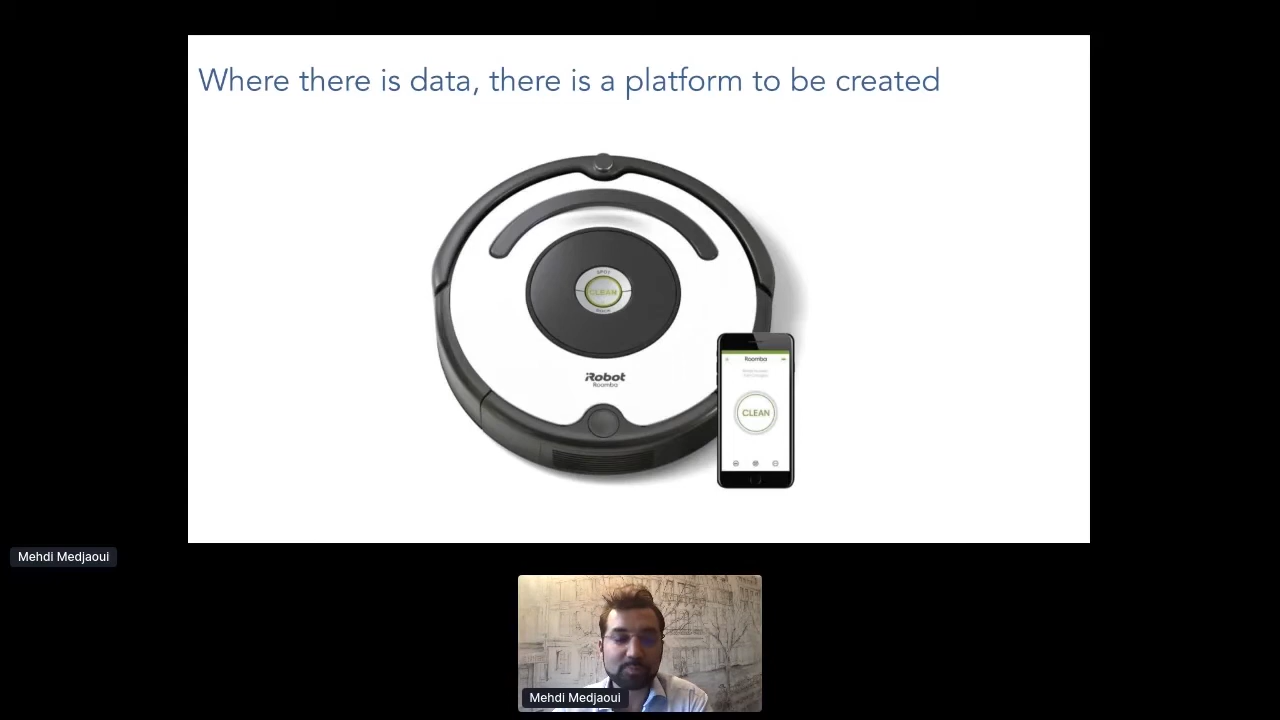 Where there is data, there is a platform to be created
SPOT
CLEAN
iRobot
Roomba
Roomba
CLEAN
Mehdi Medjaoui
Mehdi Medjaoui